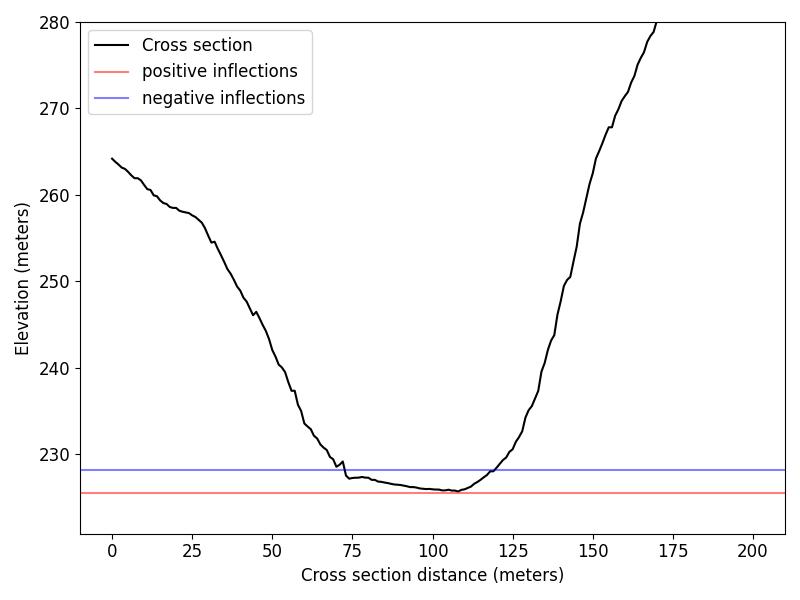 Cross section
positive inflections
negative inflections
280
270
260
250
240
230
Elevation (meters)
0 25 50 75 100 125 150 175 200
Cross section distance (meters)